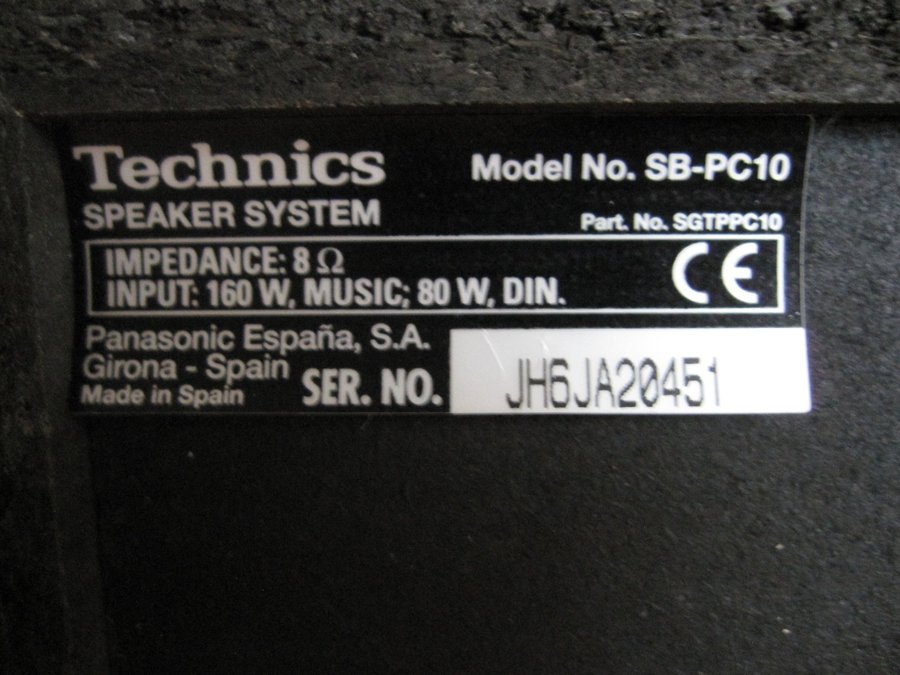 Technics
Model No. SB-PC10
SPEAKER SYSTEM
Part. No. SGTPPC10
IMPEDANCE: 8 Ω
INPUT: 160 W, MUSIC; 80 W, DIN.
CE
Panasonic España, S.A.
Girona - Spain
Made in Spain
SER. NO. JH6JA20451